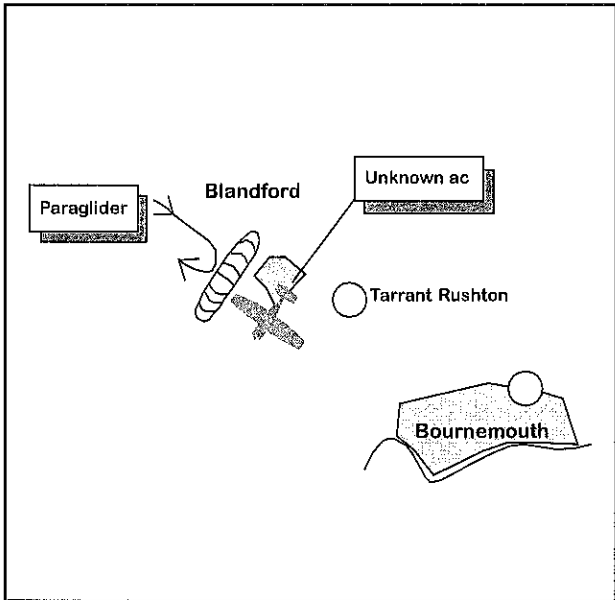 Unknown ac
Blandford
Paraglider
Tarrant Rushton
Bournemouth